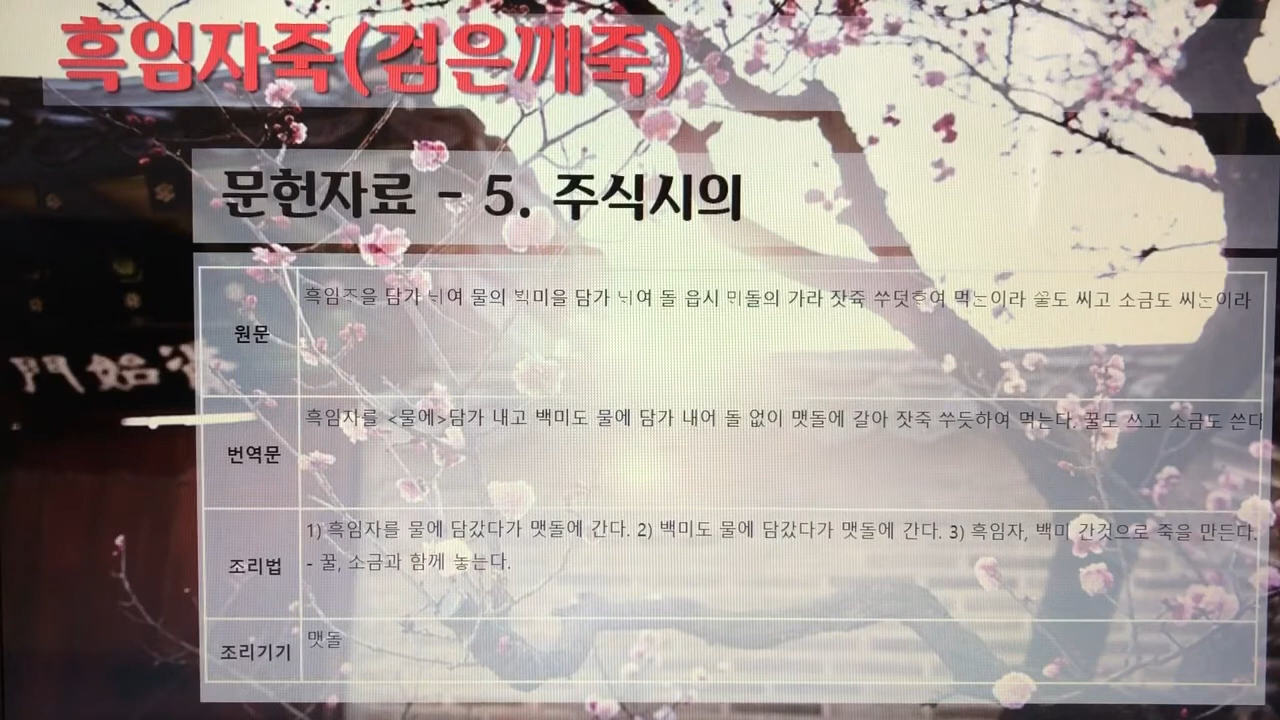 흑임자죽(검은깨죽)
문헌자료 - 5. 주식시의
원문
흑임ᄌᆞ을 담가 여 물의 미을 담가 여 돌 읍시 의 가라 잣쥭 쑤덧ᄒᆞ여 먹ᄂᆞᆫ이라 ᄭᅮᆯ도 씨고 소금도 씨ᄂᆞᆫ이라
번역문
흑임자를 <물에>담가 내고 백미도 물에 담가 내어 돌 없이 맷돌에 갈아 잣죽 쑤듯하여 먹는다. 꿀도 쓰고 소금도 쓴다
조리법
1) 흑임자를 물에 담갔다가 맷돌에 간다. 2) 백미도 물에 담갔다가 맷돌에 간다. 3) 흑임자, 백미 간것으로 죽을 만든다.
- 꿀, 소금과 함께 놓는다.
조리기기
맷돌
門始